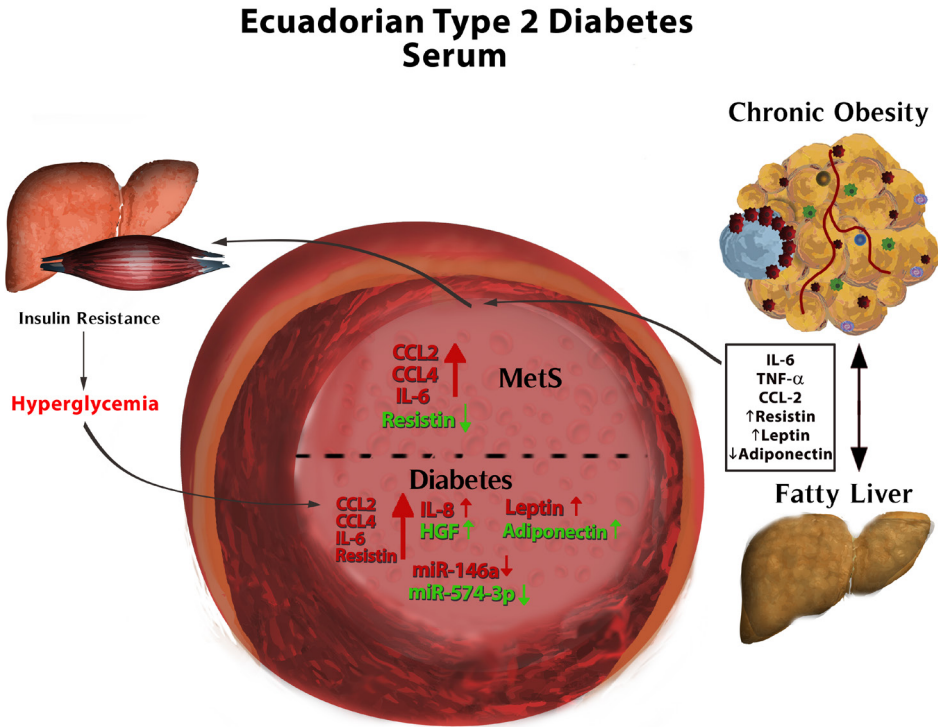 Ecuadorian Type 2 Diabetes
Serum
Chronic Obesity
Insulin Resistance
Hyperglycemia
CCL2
CCL4
IL-6
Resistin↓
↑
MetS
IL-6
TNF-α
CCL-2
↑Resistin
↑Leptin
↓Adiponectin
Fatty Liver
Diabetes
CCL2
CCL4
IL-6
Resistin
↑
IL-8 ↑
HGF ↑
Leptin ↑
Adiponectin ↑
miR-146a↓
miR-574-3p↓